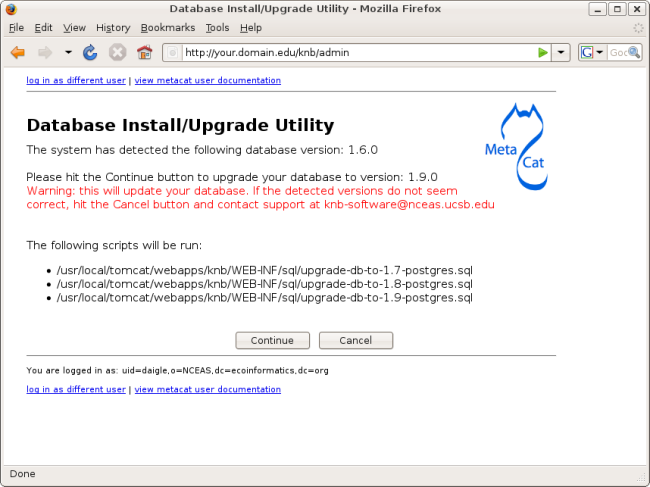 Database Install/Upgrade Utility - Mozilla Firefox
File Edit View History Bookmarks Tools Help
http://your.domain.edu/knb/admin
G Goo
log in as different user | view metacat user documentation
Meta
Cat
Database Install/Upgrade Utility
The system has detected the following database version: 1.6.0
Please hit the Continue button to upgrade your database to version: 1.9.0
Warning: this will update your database. If the detected versions do not seem
correct, hit the Cancel button and contact support at knb-software@nceas.ucsb.edu
The following scripts will be run:
• /usr/local/tomcat/webapps/knb/WEB-INF/sql/upgrade-db-to-1.7-postgres.sql
• /usr/local/tomcat/webapps/knb/WEB-INF/sql/upgrade-db-to-1.8-postgres.sql
• /usr/local/tomcat/webapps/knb/WEB-INF/sql/upgrade-db-to-1.9-postgres.sql
Continue Cancel
You are logged in as: uid=daigle,o=NCEAS,dc=ecoinformatics,dc=org
log in as different user | view metacat user documentation
Done